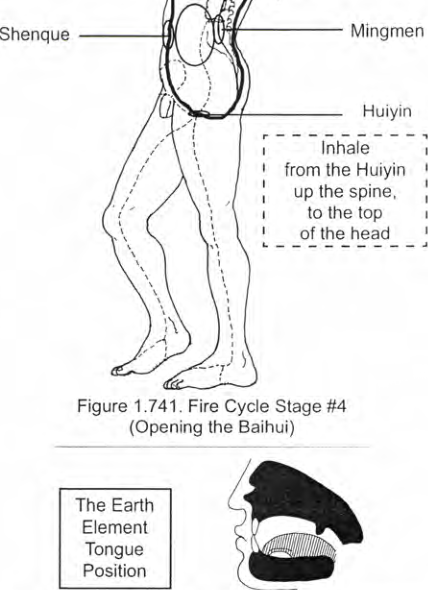 Shenque
Mingmen
Huiyin
Inhale
from the Huiyin
up the spine,
to the top
of the head
Figure 1.741. Fire Cycle Stage #4
(Opening the Baihui)
The Earth
Element
Tongue
Position